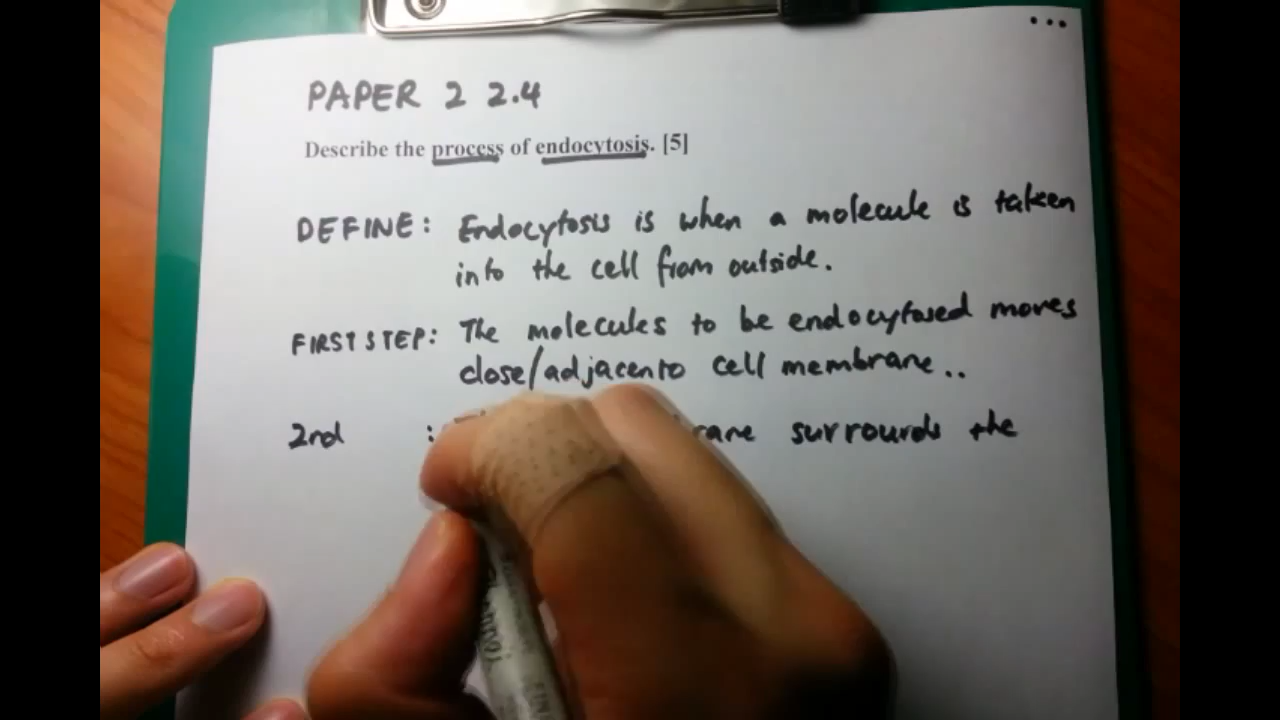 PAPER 2 2.4
Describe the process of endocytosis. [5]
DEFINE: Endocytosis is when a molecule is taken
into the cell from outside.
FIRST STEP: The molecules to be endocytosed moves
close/adjacento cell membrane..
2nd : surrounds the